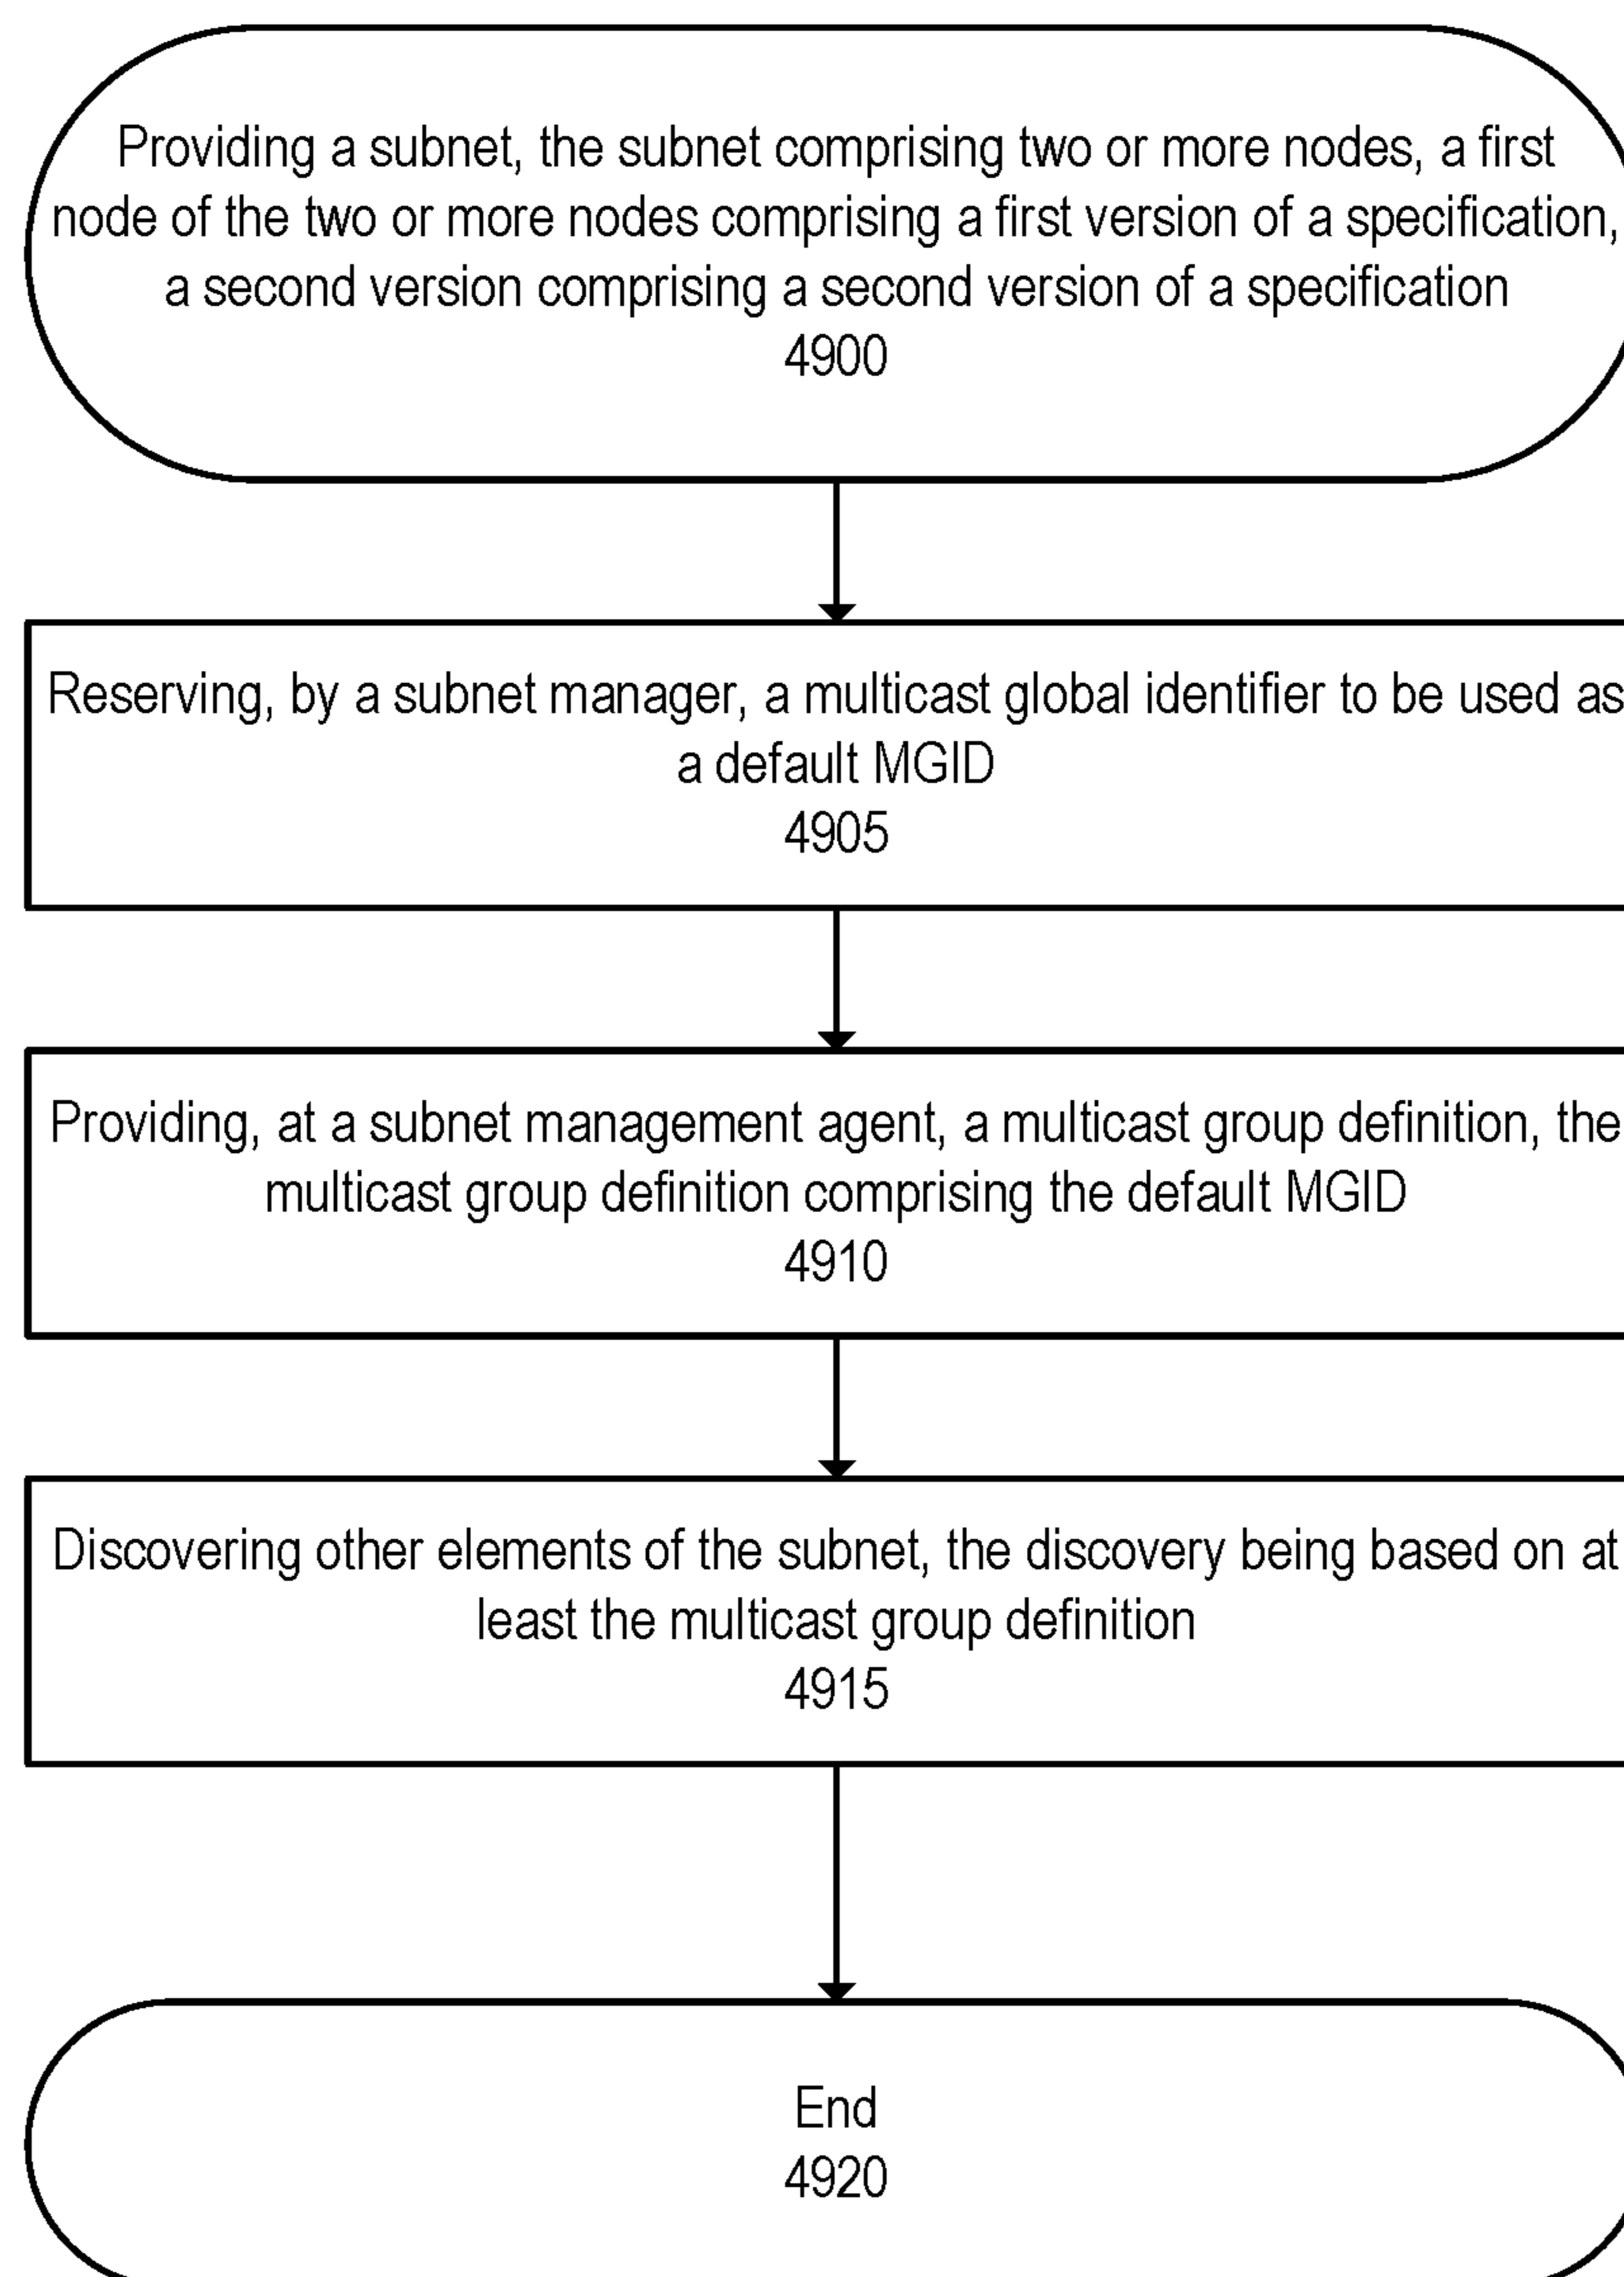 Providing a subnet, the subnet comprising two or more nodes, a first
node of the two or more nodes comprising a first version of a specification,
a second version comprising a second version of a specification
4900
Reserving, by a subnet manager, a multicast global identifier to be used as
a default MGID
4905
Providing, at a subnet management agent, a multicast group definition, the
multicast group definition comprising the default MGID
4910
Discovering other elements of the subnet, the discovery being based on at
least the multicast group definition
4915
End
4920